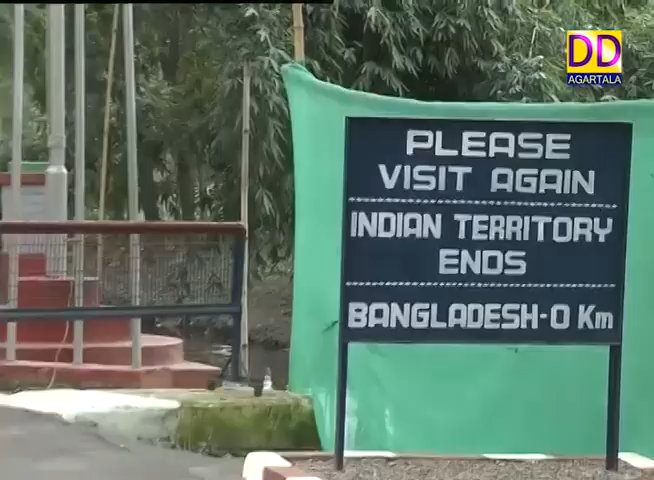 DD
AGARTALA
PLEASE
VISIT AGAIN
INDIAN TERRITORY
ENDS
BANGLADESH-0 Km